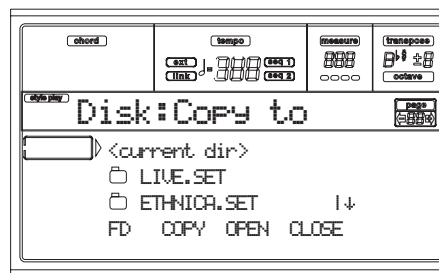 chord tempo measure transpose
ext seq 1
link seq 2
octave
style play Disk:Copy to page
<current dir>
LIVE.SET
ETHNICA.SET
FD COPY OPEN CLOSE